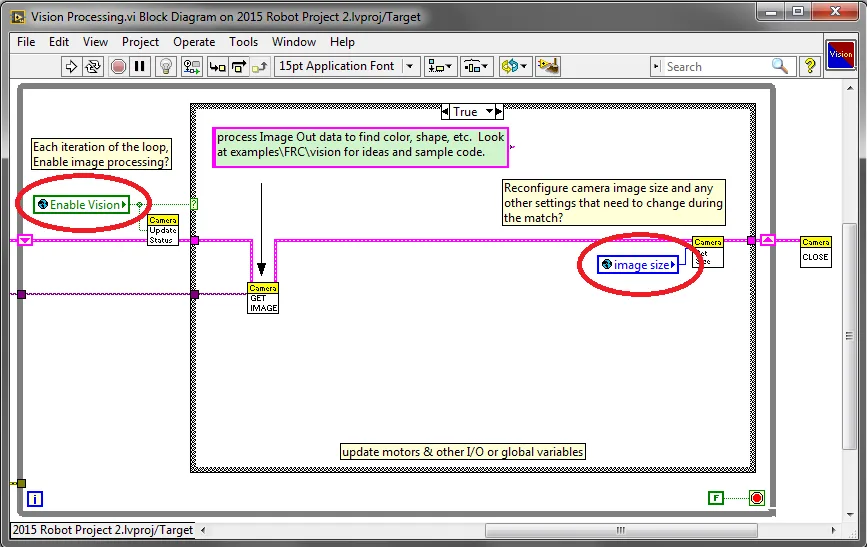 Vision Processing.vi Block Diagram on 2015 Robot Project 2.lvproj/Target
File Edit View Project Operate Tools Window Help
15pt Application Font
Search
?
Vision
True
process Image Out data to find color, shape, etc. Look
at examples\FRC\vision for ideas and sample code.
Each iteration of the loop,
Enable image processing?
Reconfigure camera image size and any
other settings that need to change during
the match?
Enable Vision
?
Camera
Update
Status
Camera
Size
Camera
CLOSE
image size
Camera
GET
IMAGE
update motors & other I/O or global variables
i
F
2015 Robot Project 2.lvproj/Target